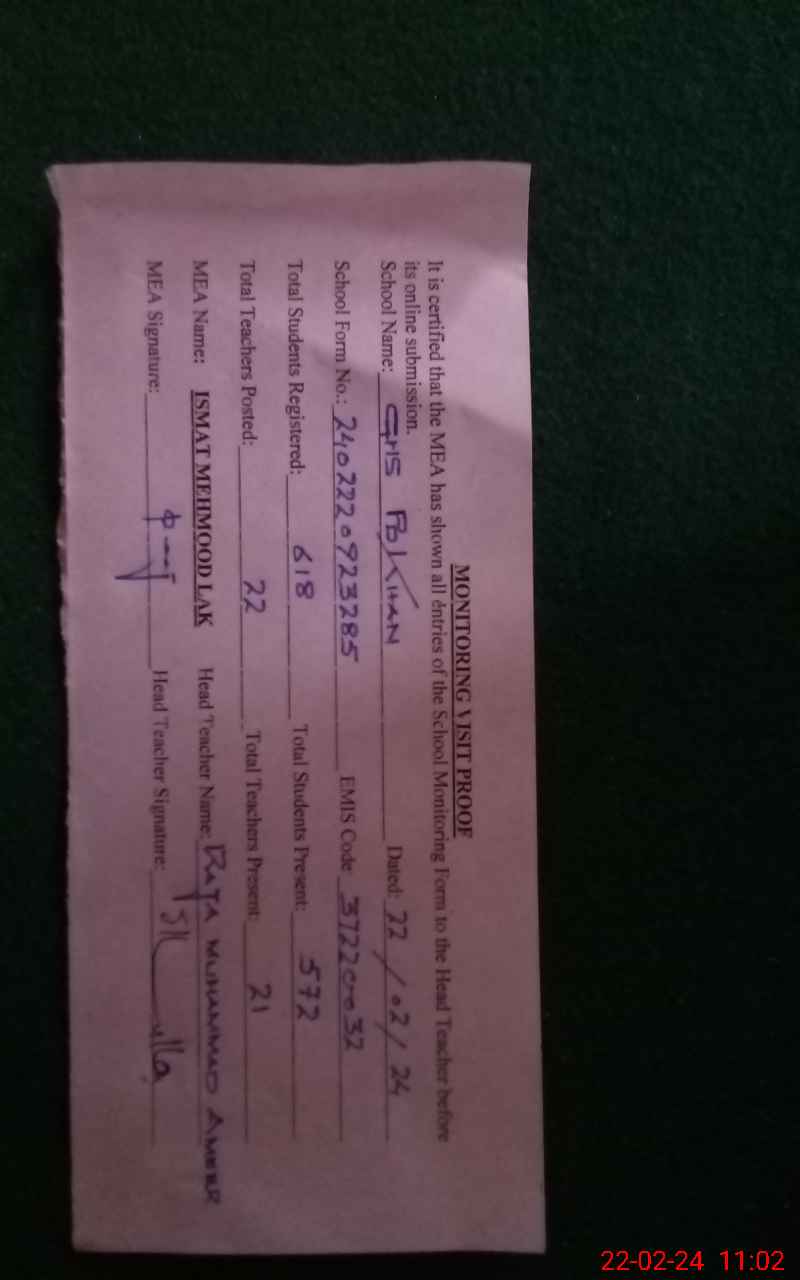 MONITORING VISIT PROOF
It is certified that the MEA has shown all entries of the School Monitoring Form to the Head Teacher before
its online submission.
School Name: GHS PD KHAN Dated: 22/02/24
School Form No.: 2402220923285 EMIS Code 37220032
Total Students Registered: 618 Total Students Present: 572
Total Teachers Posted: 22 Total Teachers Present: 21
MEA Name: ISMAT MEHMOOD LAK Head Teacher Name: RAJA MUHAMMAD AMEER
MEA Signature: Head Teacher Signature:
22-02-24 11:02